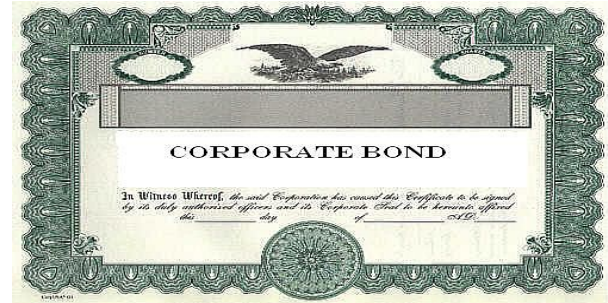 CORPORATE BOND
In Witness Whereof, the said Corporation has caused this Certificate to be signed
by its duly authorized officers and its Corporate Seal to be hereunto affixed
this day of A.D.